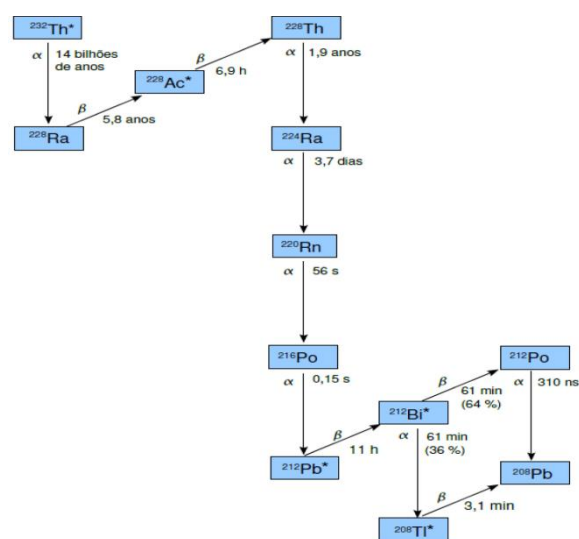 ²³²Th*
²²⁸Th
α 14 bilhões
de anos
β
6,9 h
α 1,9 anos
²²⁸Ac*
β
5,8 anos
²²⁸Ra
²²⁴Ra
α 3,7 dias
²²⁰Rn
α 56 s
²¹⁶Po
²¹²Po
α 0,15 s
β
61 min
(64 %)
α 310 ns
²¹²Bi*
β
11 h
α 61 min
(36 %)
²¹²Pb*
²⁰⁸Pb
β
3,1 min
²⁰⁸Tl*